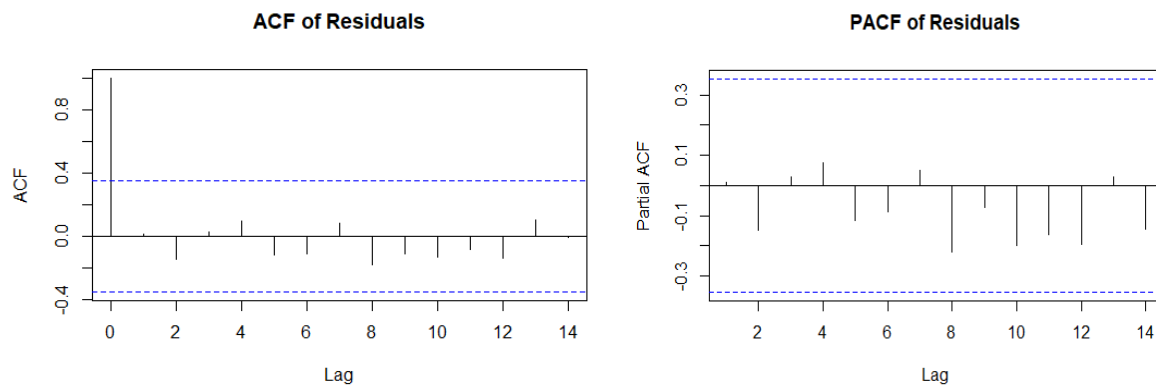 ACF of Residuals
ACF
0.8
0.4
0.0
-0.4
0 2 4 6 8 10 12 14
Lag
PACF of Residuals
Partial ACF
0.3
0.1
-0.1
-0.3
2 4 6 8 10 12 14
Lag